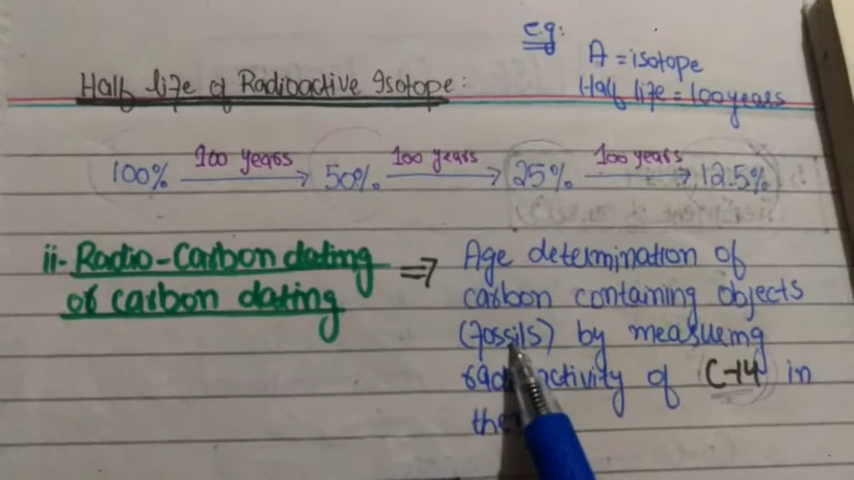 e.g:
A = isotope
Half life = 100 years
Half life of Radioactive Isotope:
100% 100 years → 50% 100 years → 25% 100 years → 12.5%
ii- Radio-Carbon dating ⇒ Age determination of
or carbon dating carbon containing objects
(fossils) by measuring
of C-14 in